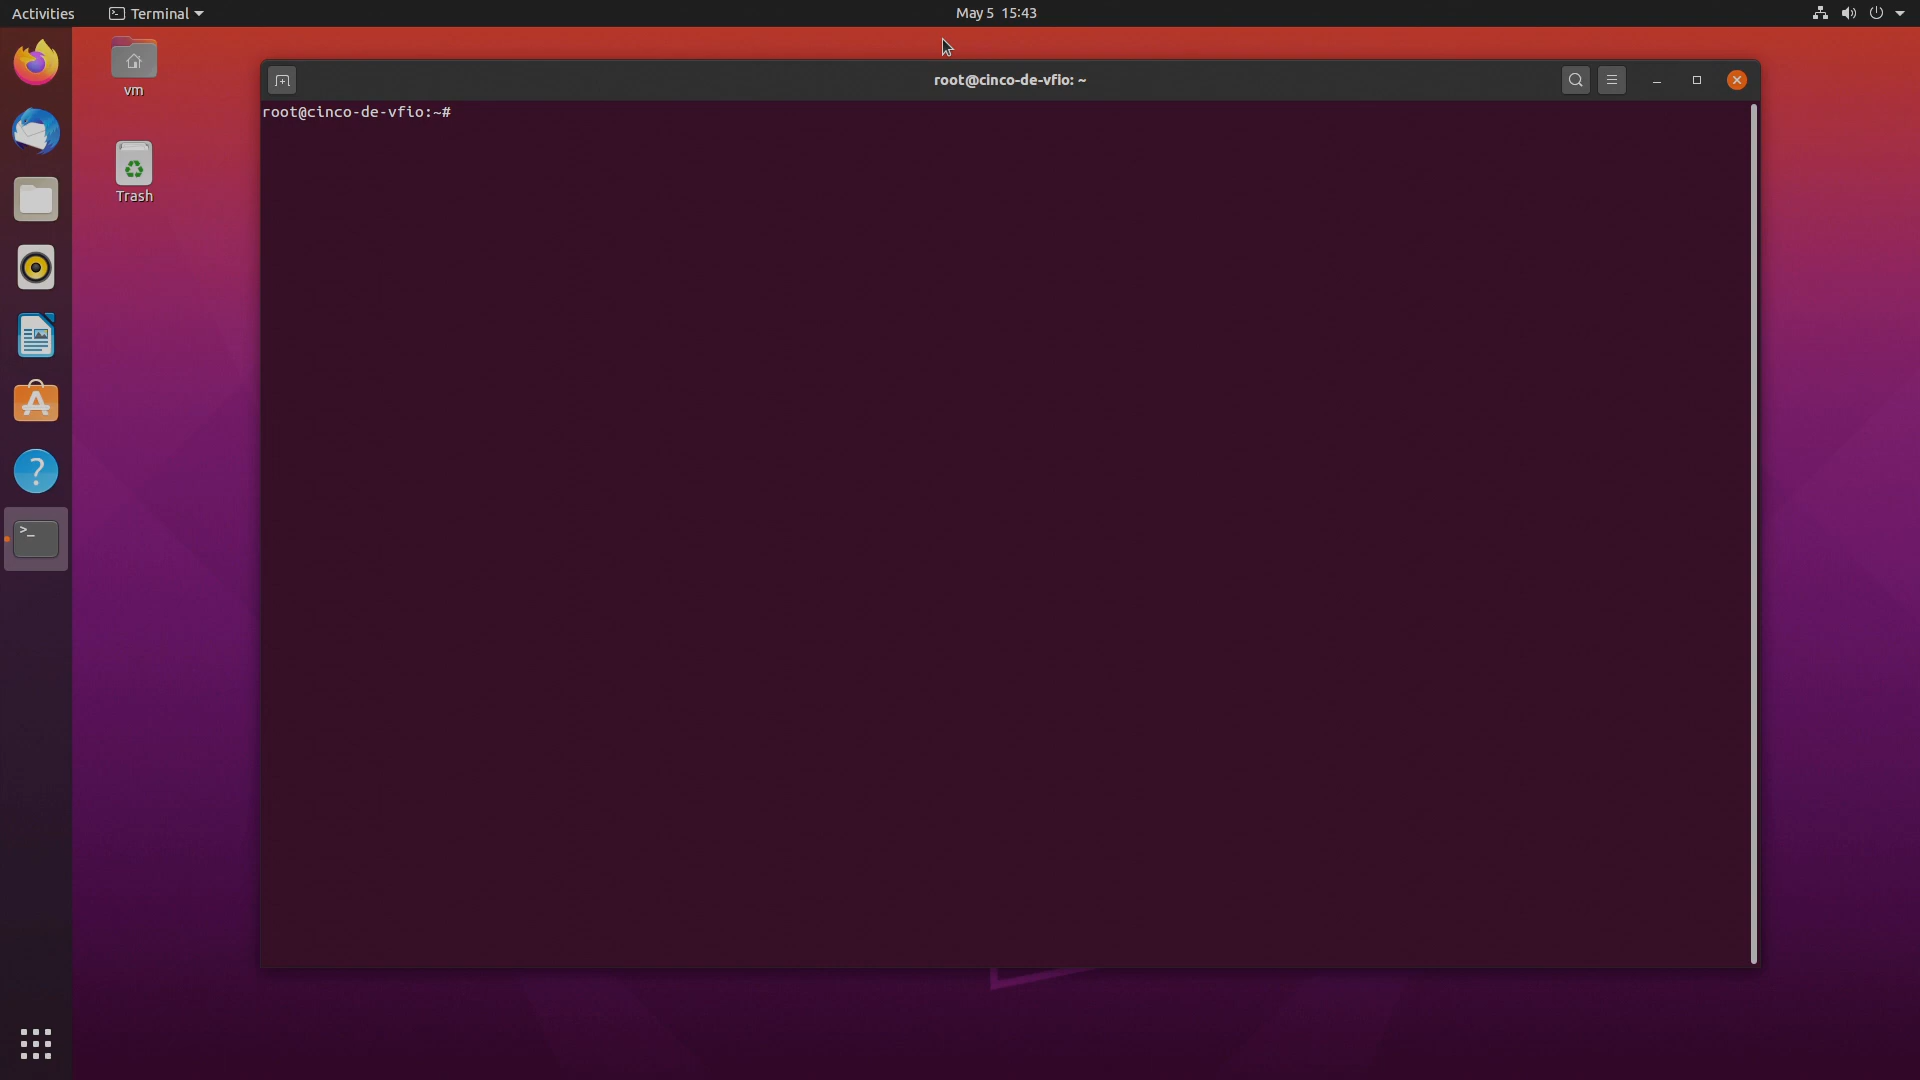 Activities
Terminal
May 5 15:43
vm
Trash
root@cinco-de-vfio: ~
root@cinco-de-vfio:~#